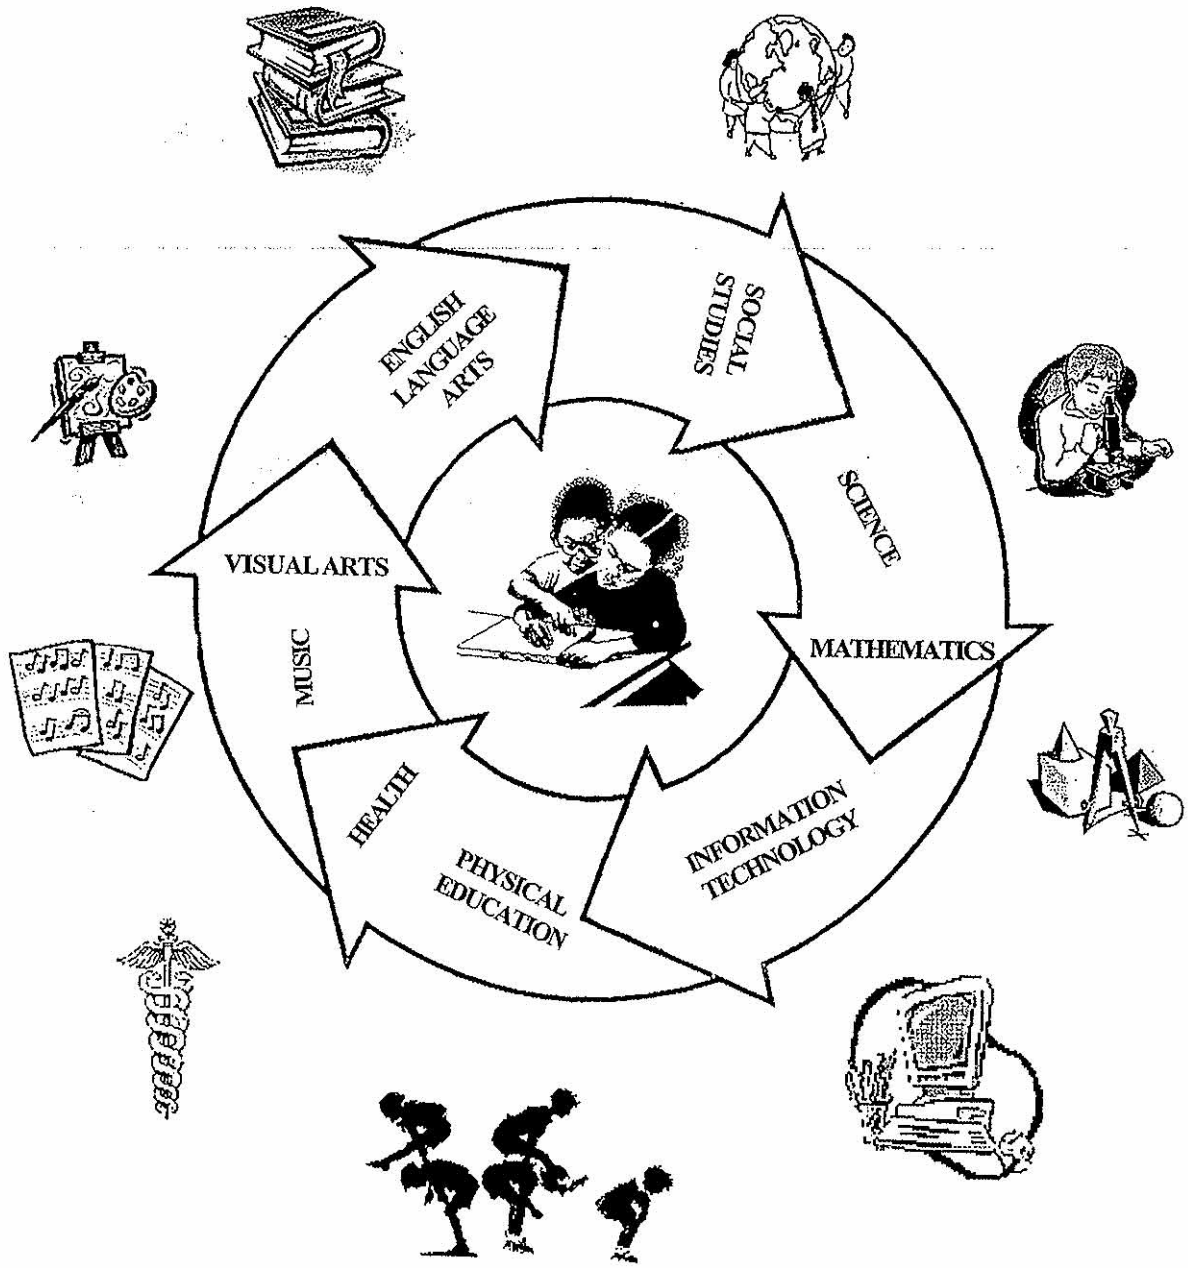 ENGLISH
LANGUAGE
ARTS
SOCIAL
STUDIES
SCIENCE
MATHEMATICS
INFORMATION
TECHNOLOGY
PHYSICAL
EDUCATION
HEALTH
MUSIC
VISUAL ARTS